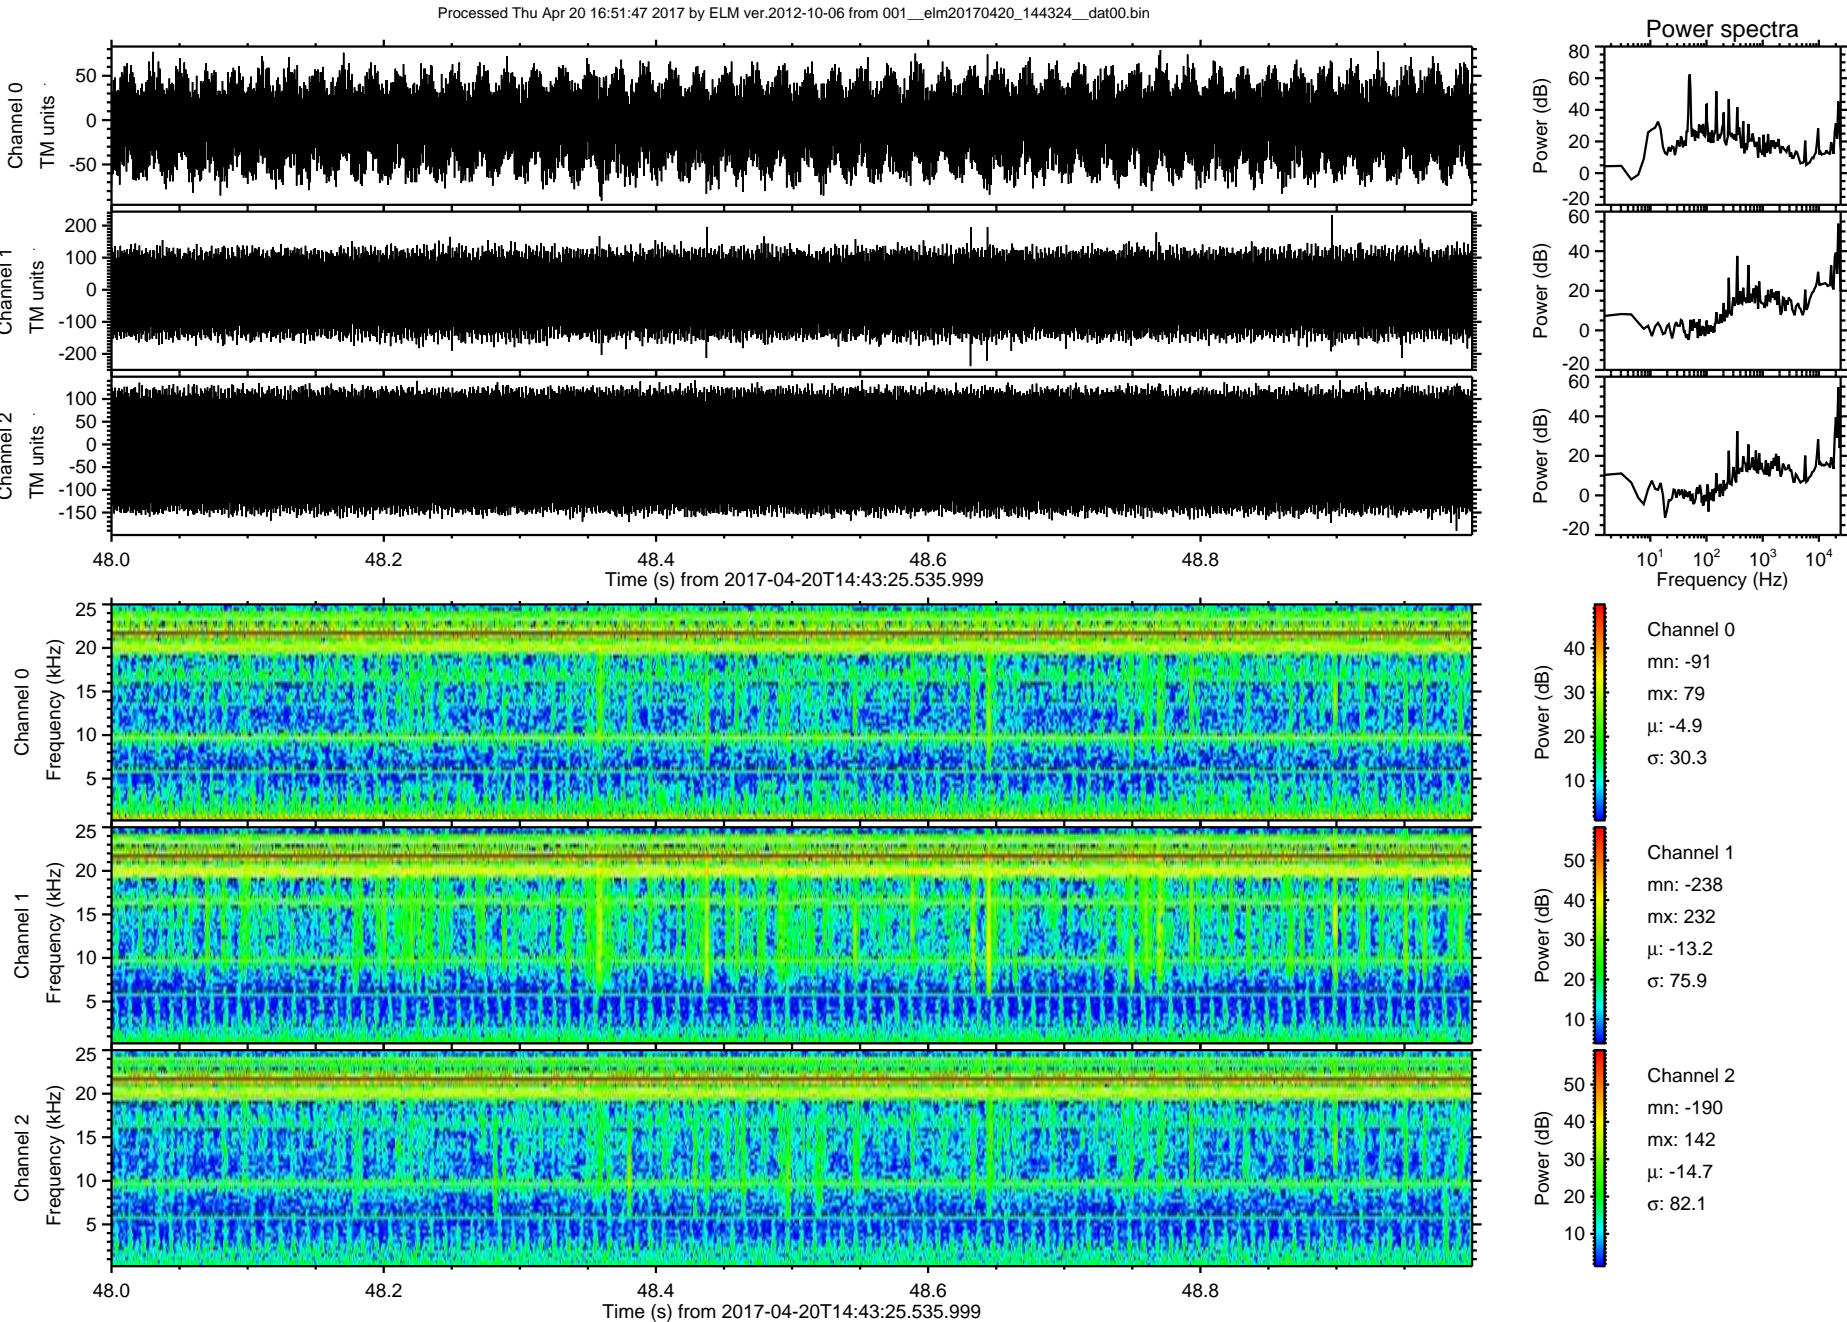 Processed Thu Apr 20 16:51:47 2017 by ELM ver.2012-10-06 from 001__elm20170420_144324__dat00.bin
Power spectra
Channel 0
TM units
50
0
-50
Power (dB)
80
60
40
20
0
-20
Channel 1
TM units
200
100
0
-100
-200
Power (dB)
60
40
20
0
-20
Channel 2
TM units
100
50
0
-50
-100
-150
Power (dB)
60
40
20
0
-20
48.0 48.2 48.4 48.6 48.8
Time (s) from 2017-04-20T14:43:25.535.999
10^1 10^2 10^3 10^4
Frequency (Hz)
Channel 0
Frequency (kHz)
25
20
15
10
5
Power (dB)
40
30
20
10
Channel 0
mn: -91
mx: 79
μ: -4.9
σ: 30.3
Channel 1
Frequency (kHz)
25
20
15
10
5
Power (dB)
50
40
30
20
10
Channel 1
mn: -238
mx: 232
μ: -13.2
σ: 75.9
Channel 2
Frequency (kHz)
25
20
15
10
5
Power (dB)
50
40
30
20
10
Channel 2
mn: -190
mx: 142
μ: -14.7
σ: 82.1
48.0 48.2 48.4 48.6 48.8
Time (s) from 2017-04-20T14:43:25.535.999